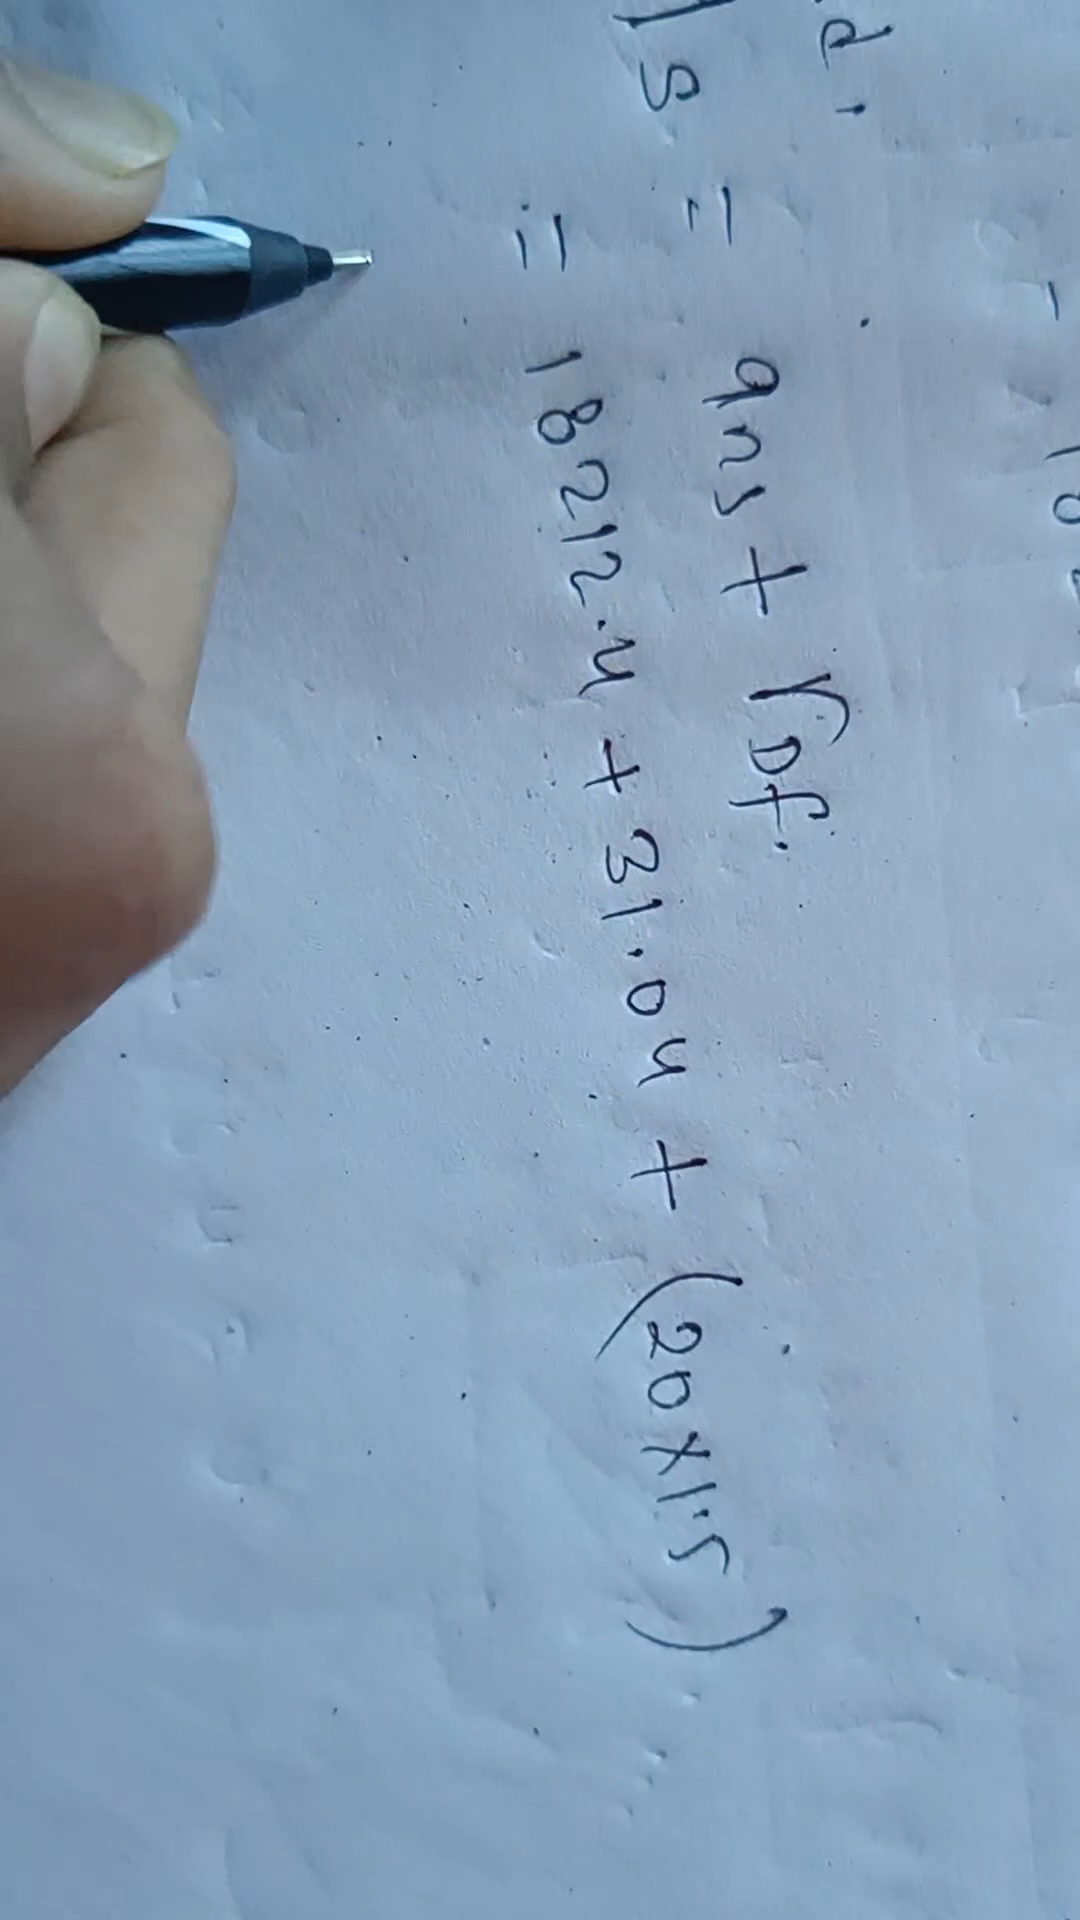 d.
qs = qns + γDf.
= 18212.4 + 31.04 + (20×1.5)